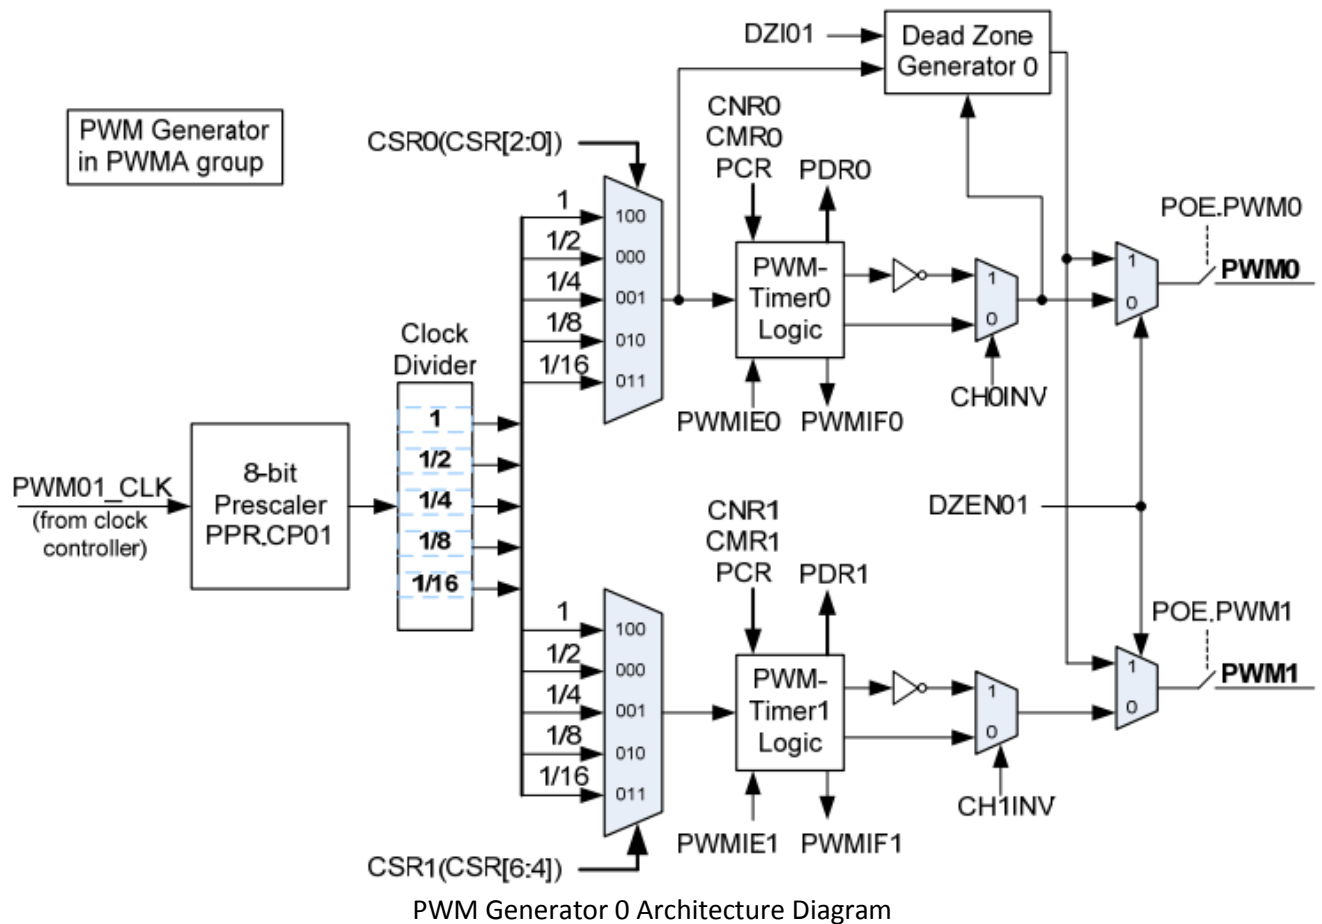 DZI01
Dead Zone
Generator 0
PWM Generator
in PWMA group
CSR0(CSR[2:0])
CNR0
CMR0
PCR
PDR0
POE.PWM0
1
1/2
1/4
1/8
1/16
100
000
001
010
011
PWM-
Timer0
Logic
1
0
1
0
PWM0
CH0INV
PWMIE0
PWMIF0
Clock
Divider
1
1/2
1/4
1/8
1/16
PWM01_CLK
(from clock
controller)
8-bit
Prescaler
PPR.CP01
DZEN01
CNR1
CMR1
PCR
PDR1
POE.PWM1
1
1/2
1/4
1/8
1/16
100
000
001
010
011
PWM-
Timer1
Logic
1
0
1
0
PWM1
CH1INV
PWMIE1
PWMIF1
CSR1(CSR[6:4])
PWM Generator 0 Architecture Diagram